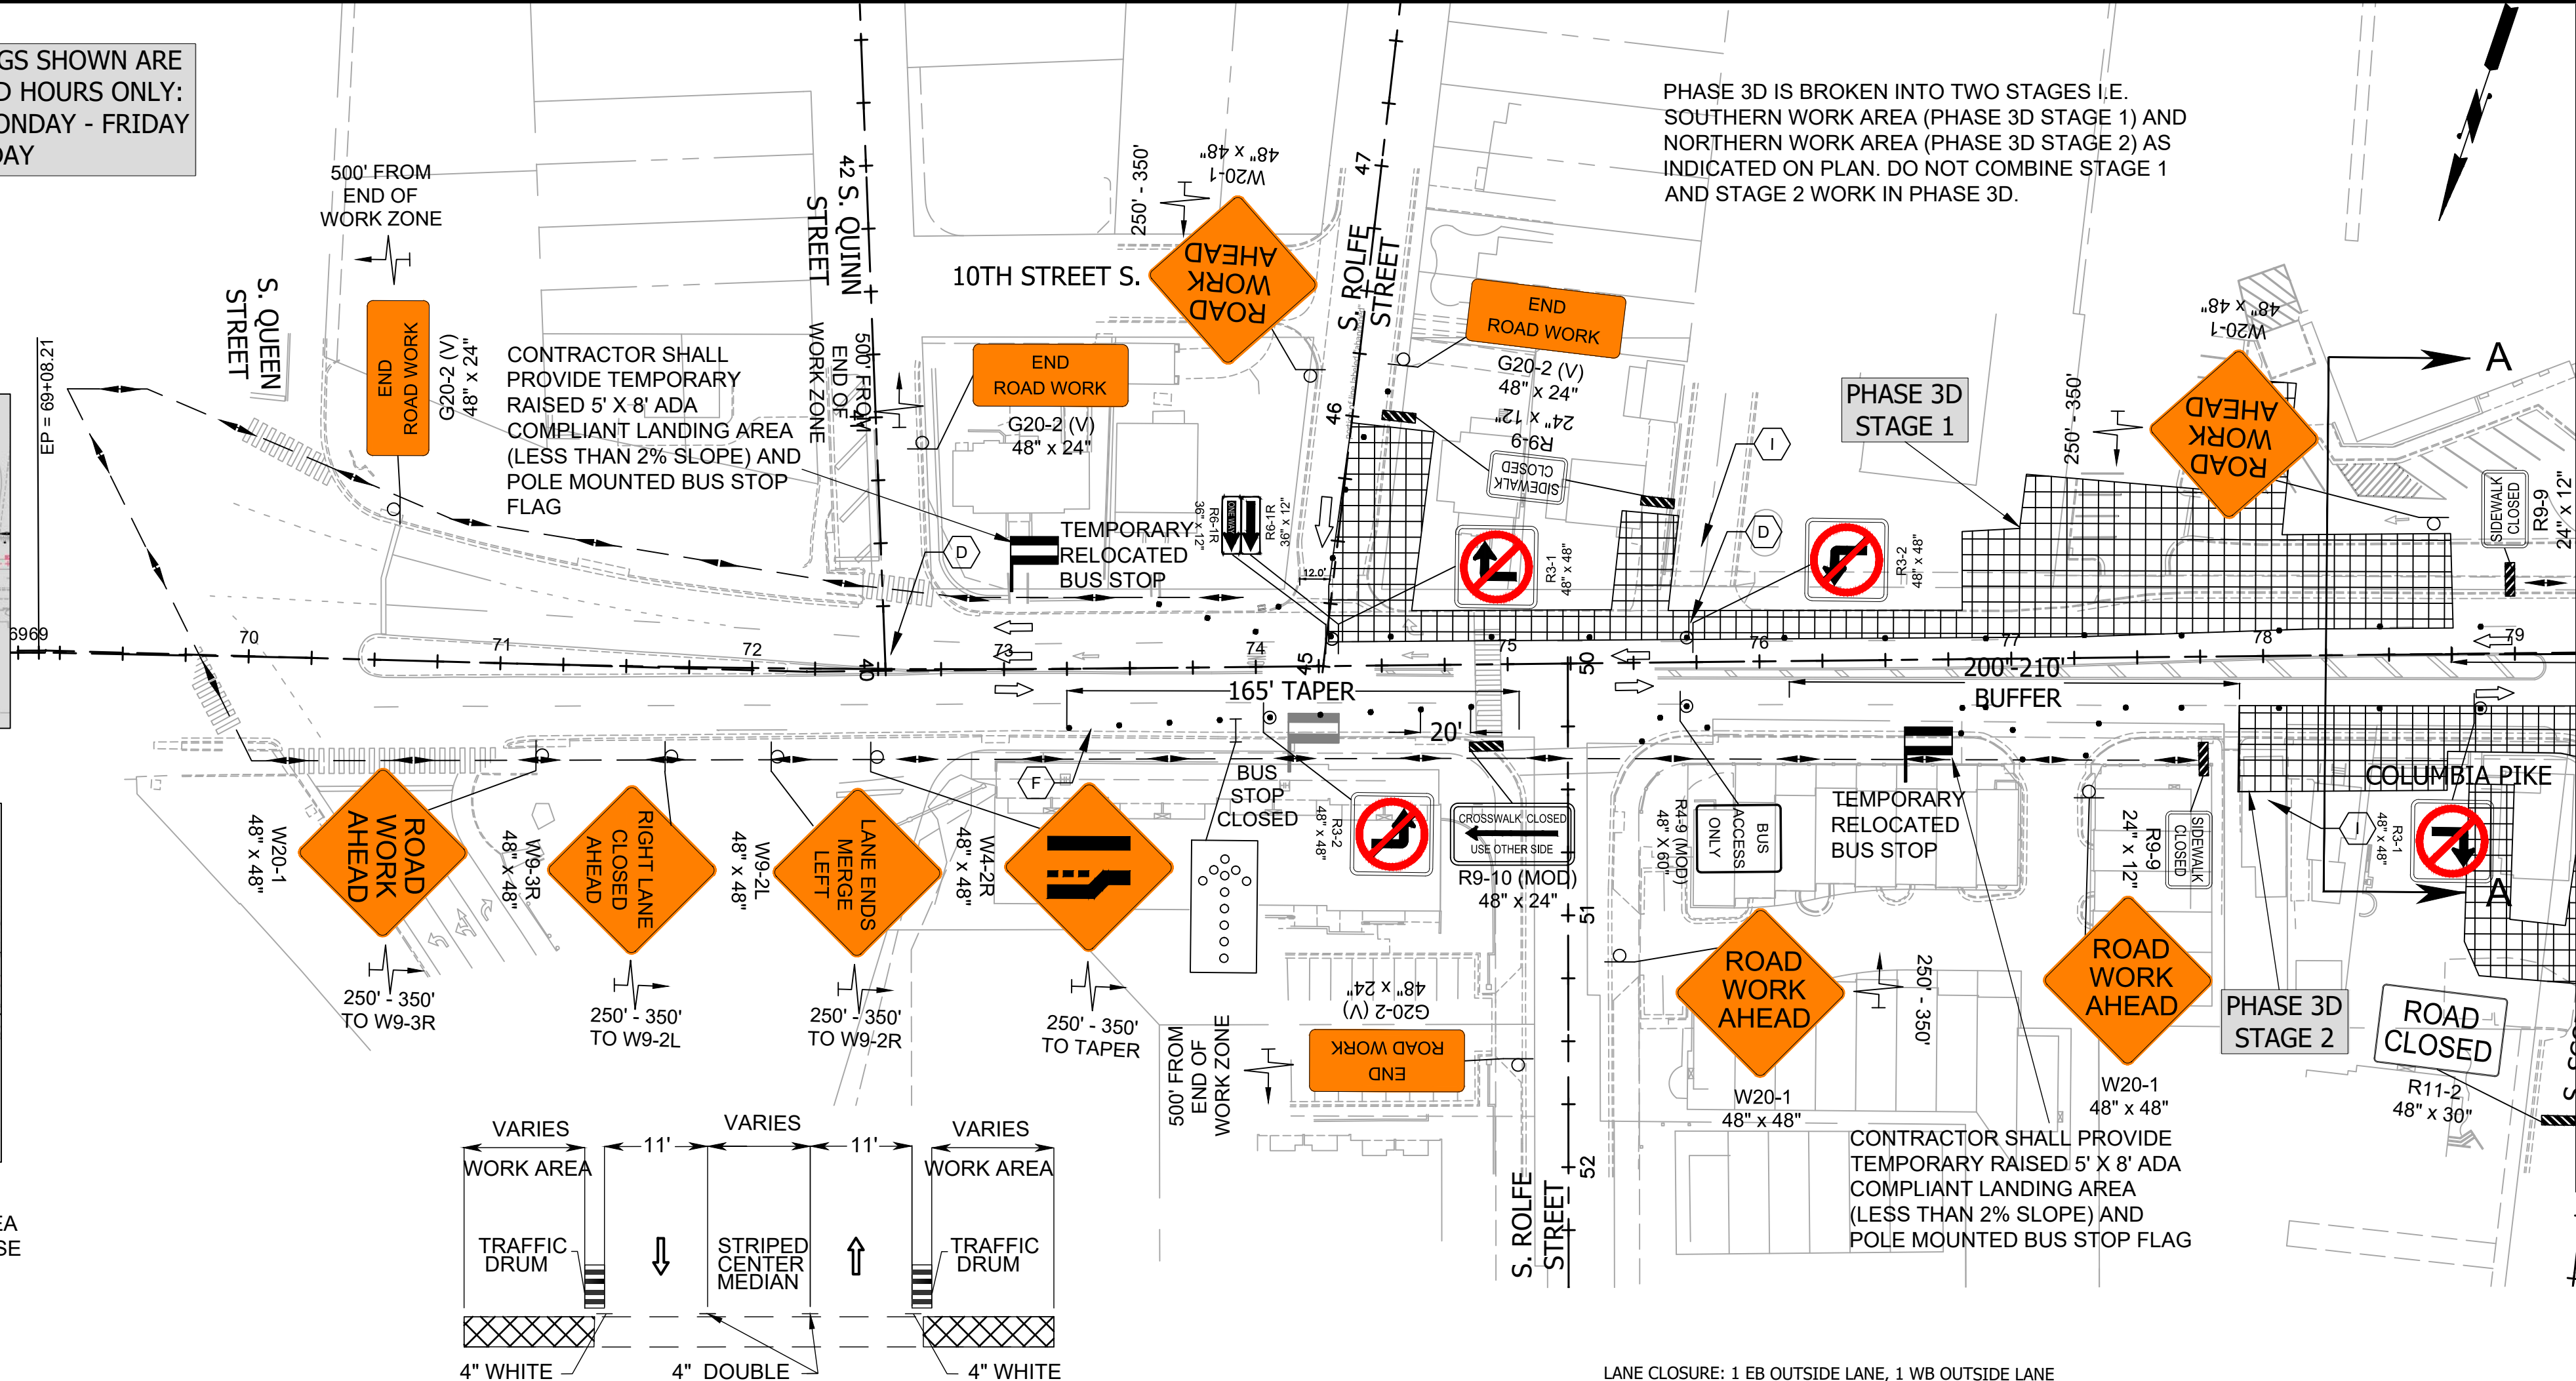 GS SHOWN ARE
D HOURS ONLY:
ONDAY - FRIDAY
DAY
500' FROM
END OF
WORK ZONE
S. QUEEN
STREET
EP = 69+08.21
END
ROAD WORK
G20-2 (V)
48" x 24"
CONTRACTOR SHALL
PROVIDE TEMPORARY
RAISED 5' X 8' ADA
COMPLIANT LANDING AREA
(LESS THAN 2% SLOPE) AND
POLE MOUNTED BUS STOP
FLAG
42
S. QUINN
STREET
500' FROM
END OF
WORK ZONE
41
10TH STREET S.
END
ROAD WORK
G20-2 (V)
48" x 24"
250' - 350'
W20-1
48" x 48"
ROAD
WORK
AHEAD
47
S. ROLFE
STREET
46
END
ROAD WORK
G20-2 (V)
48" x 24"
R9-9
24" x 12"
SIDEWALK
CLOSED
PHASE 3D IS BROKEN INTO TWO STAGES I.E.
SOUTHERN WORK AREA (PHASE 3D STAGE 1) AND
NORTHERN WORK AREA (PHASE 3D STAGE 2) AS
INDICATED ON PLAN. DO NOT COMBINE STAGE 1
AND STAGE 2 WORK IN PHASE 3D.
PHASE 3D
STAGE 1
250' - 350'
W20-1
48" x 48"
ROAD
WORK
AHEAD
A
SIDEWALK
CLOSED
R9-9
24" x 12"
I
D
D
TEMPORARY
RELOCATED
BUS STOP
R6-1R
36" x 12"
R6-1R
36" x 12"
12.0'
R3-1
48" x 48"
R3-2
48" x 48"
6969
70
71
72
73
74
75
76
77
78
79
40
45
50
165' TAPER
20'
200'-210'
BUFFER
F
BUS
STOP
CLOSED
R3-2
48" x 48"
CROSSWALK CLOSED
USE OTHER SIDE
R9-10 (MOD)
48" x 24"
R4-9 (MOD)
48" X 60"
BUS
ACCESS
ONLY
TEMPORARY
RELOCATED
BUS STOP
R9-9
24" x 12"
SIDEWALK
CLOSED
COLUMBIA PIKE
I
R3-1
48" x 48"
A
W20-1
48" x 48"
ROAD
WORK
AHEAD
250' - 350'
TO W9-3R
W9-3R
48" x 48"
RIGHT LANE
CLOSED
AHEAD
250' - 350'
TO W9-2L
W9-2L
48" x 48"
LANE ENDS
MERGE
LEFT
250' - 350'
TO W9-2R
W4-2R
48" x 48"
250' - 350'
TO TAPER
500' FROM
END OF
WORK ZONE
G20-2 (V)
48" x 24"
END
ROAD WORK
51
52
S. ROLFE
STREET
ROAD
WORK
AHEAD
W20-1
48" x 48"
250' - 350'
ROAD
WORK
AHEAD
W20-1
48" x 48"
PHASE 3D
STAGE 2
ROAD
CLOSED
R11-2
48" x 30"
CONTRACTOR SHALL PROVIDE
TEMPORARY RAISED 5' X 8' ADA
COMPLIANT LANDING AREA
(LESS THAN 2% SLOPE) AND
POLE MOUNTED BUS STOP FLAG
EA
SE
VARIES
WORK AREA
11'
VARIES
11'
VARIES
WORK AREA
TRAFFIC
DRUM
STRIPED
CENTER
MEDIAN
TRAFFIC
DRUM
4" WHITE
4" DOUBLE
4" WHITE
LANE CLOSURE: 1 EB OUTSIDE LANE, 1 WB OUTSIDE LANE